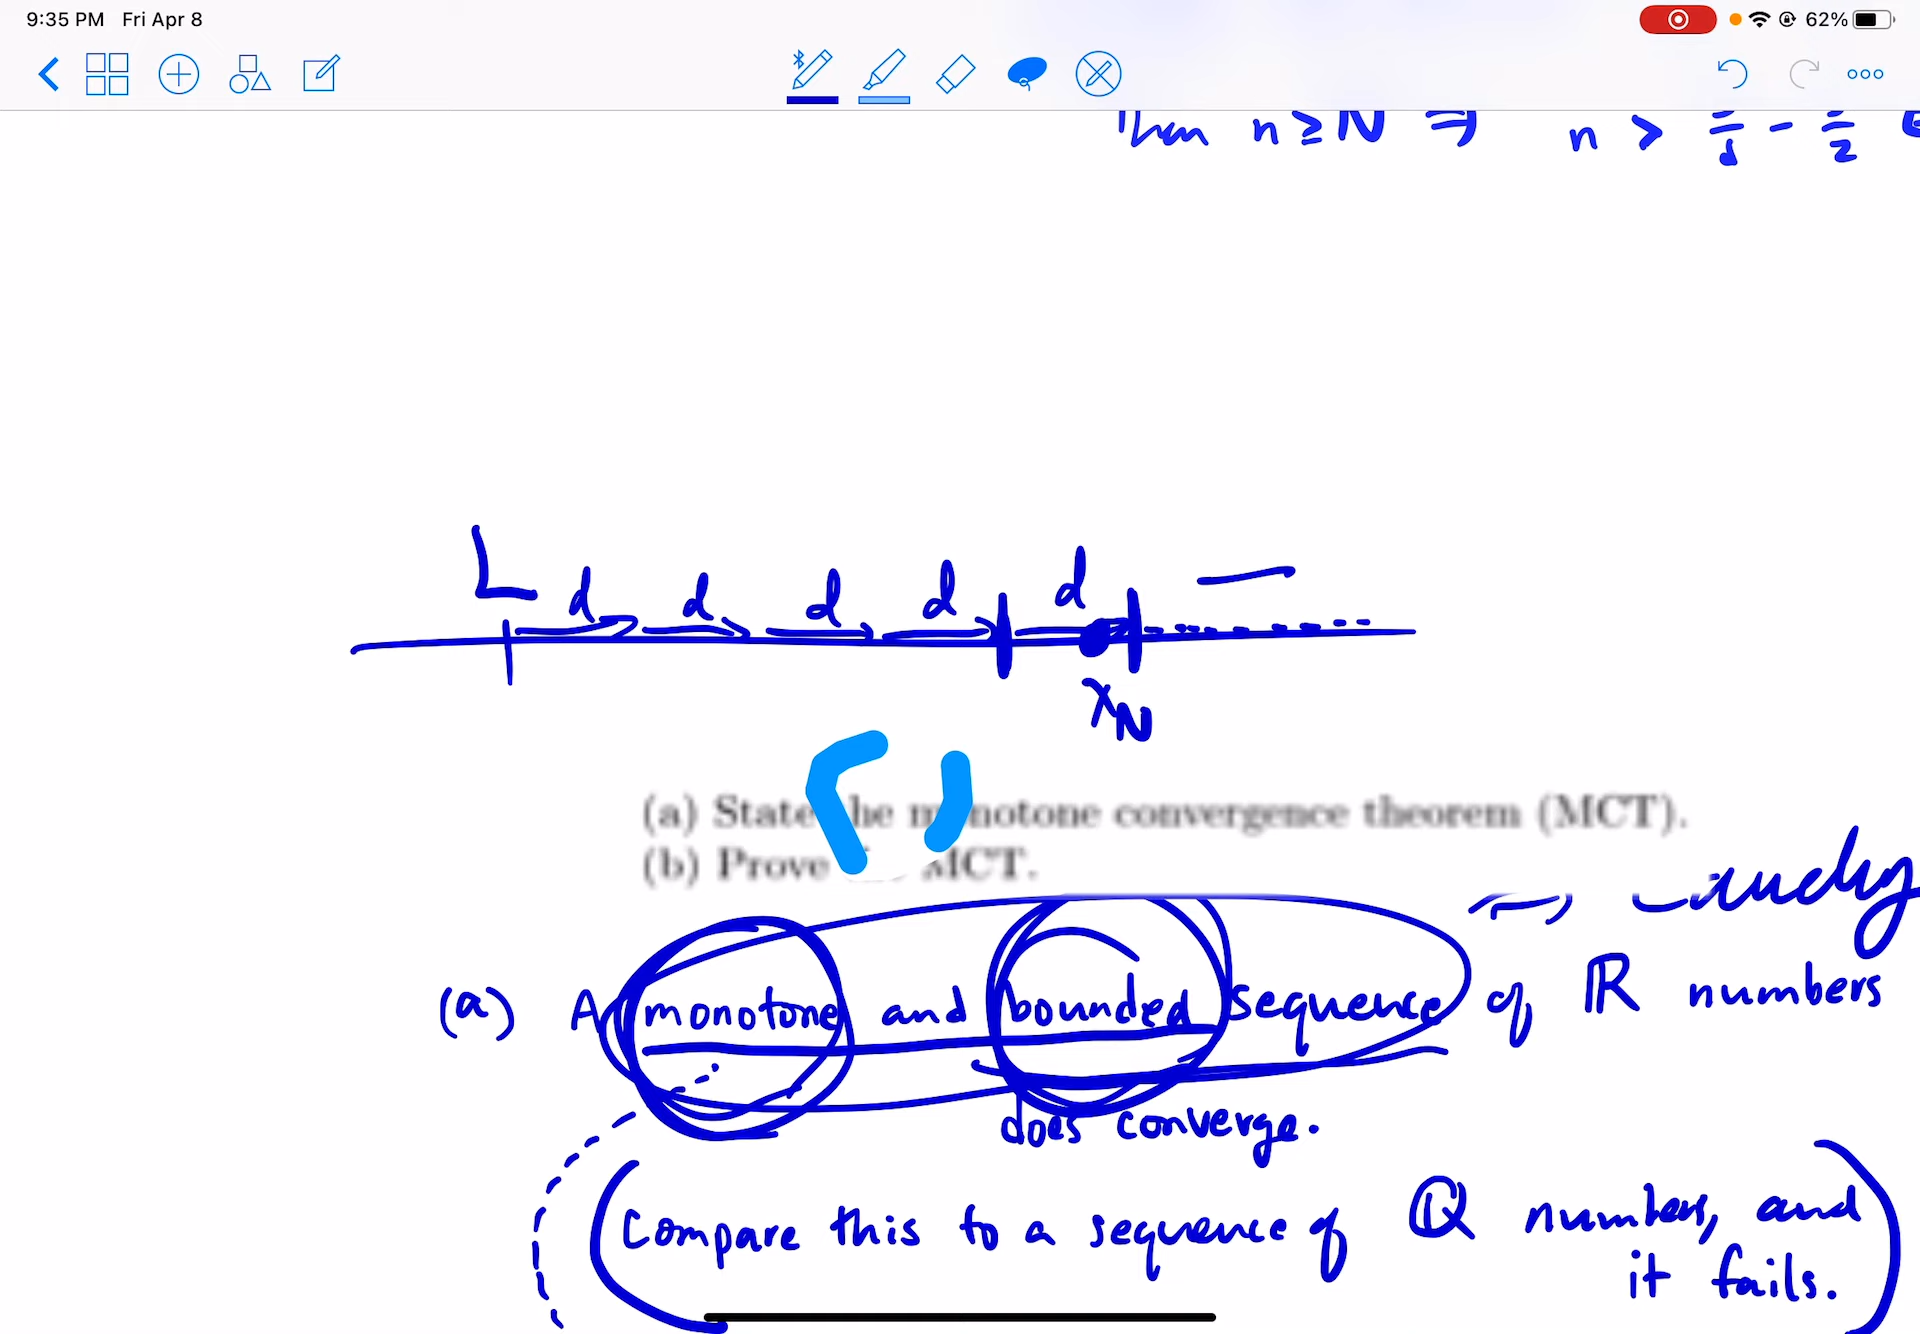 9:35 PM Fri Apr 8 62%
Then n ≥ N ⇒ n >
L d d d d d
x_N
(a) State the monotone convergence theorem (MCT).
(b) Prove MCT.
(a) A monotone and bounded sequence of ℝ numbers
does converge.
(Compare this to a sequence of ℚ numbers, and
it fails.)